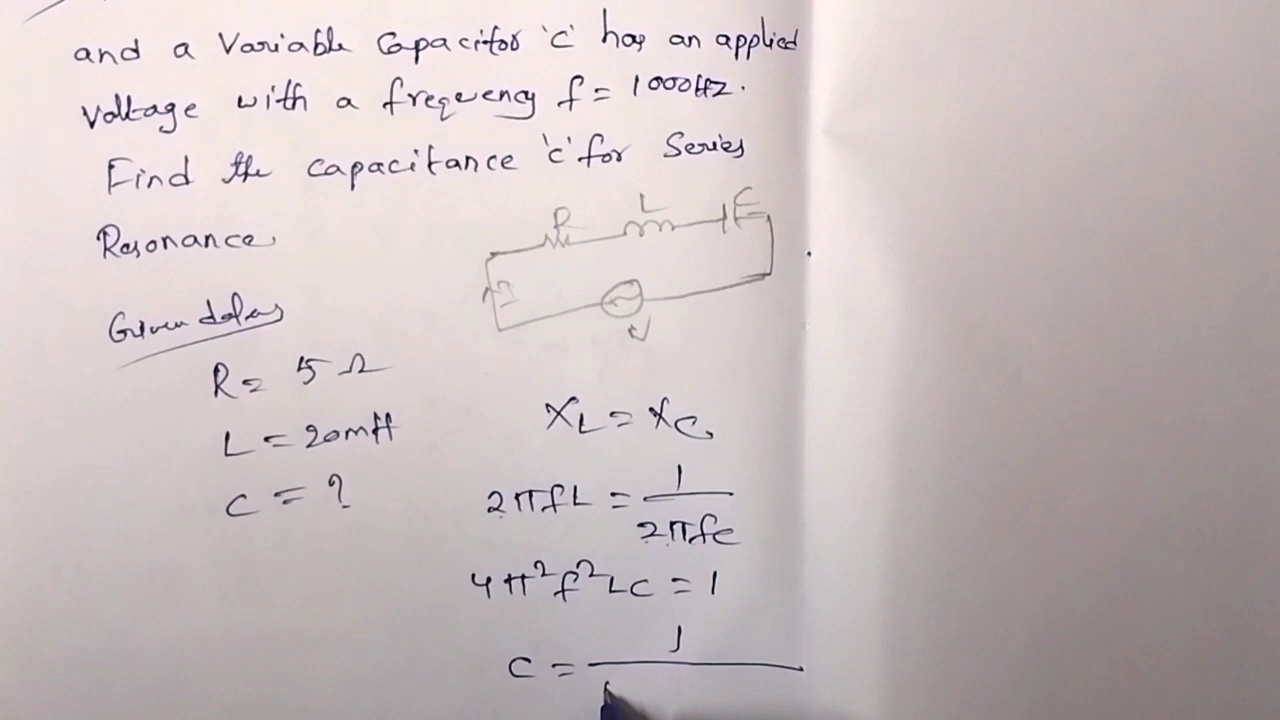 and a Variable Capacitor 'c' has an applied
Voltage with a frequency f = 1000Hz.
Find the capacitance 'c' for Series
Resonance
R L C
V
Given data
R = 5 Ω
L = 20mH
C = ?
XL = XC
2πfL = 1/2πfc
4π²f²LC = 1
C = 1